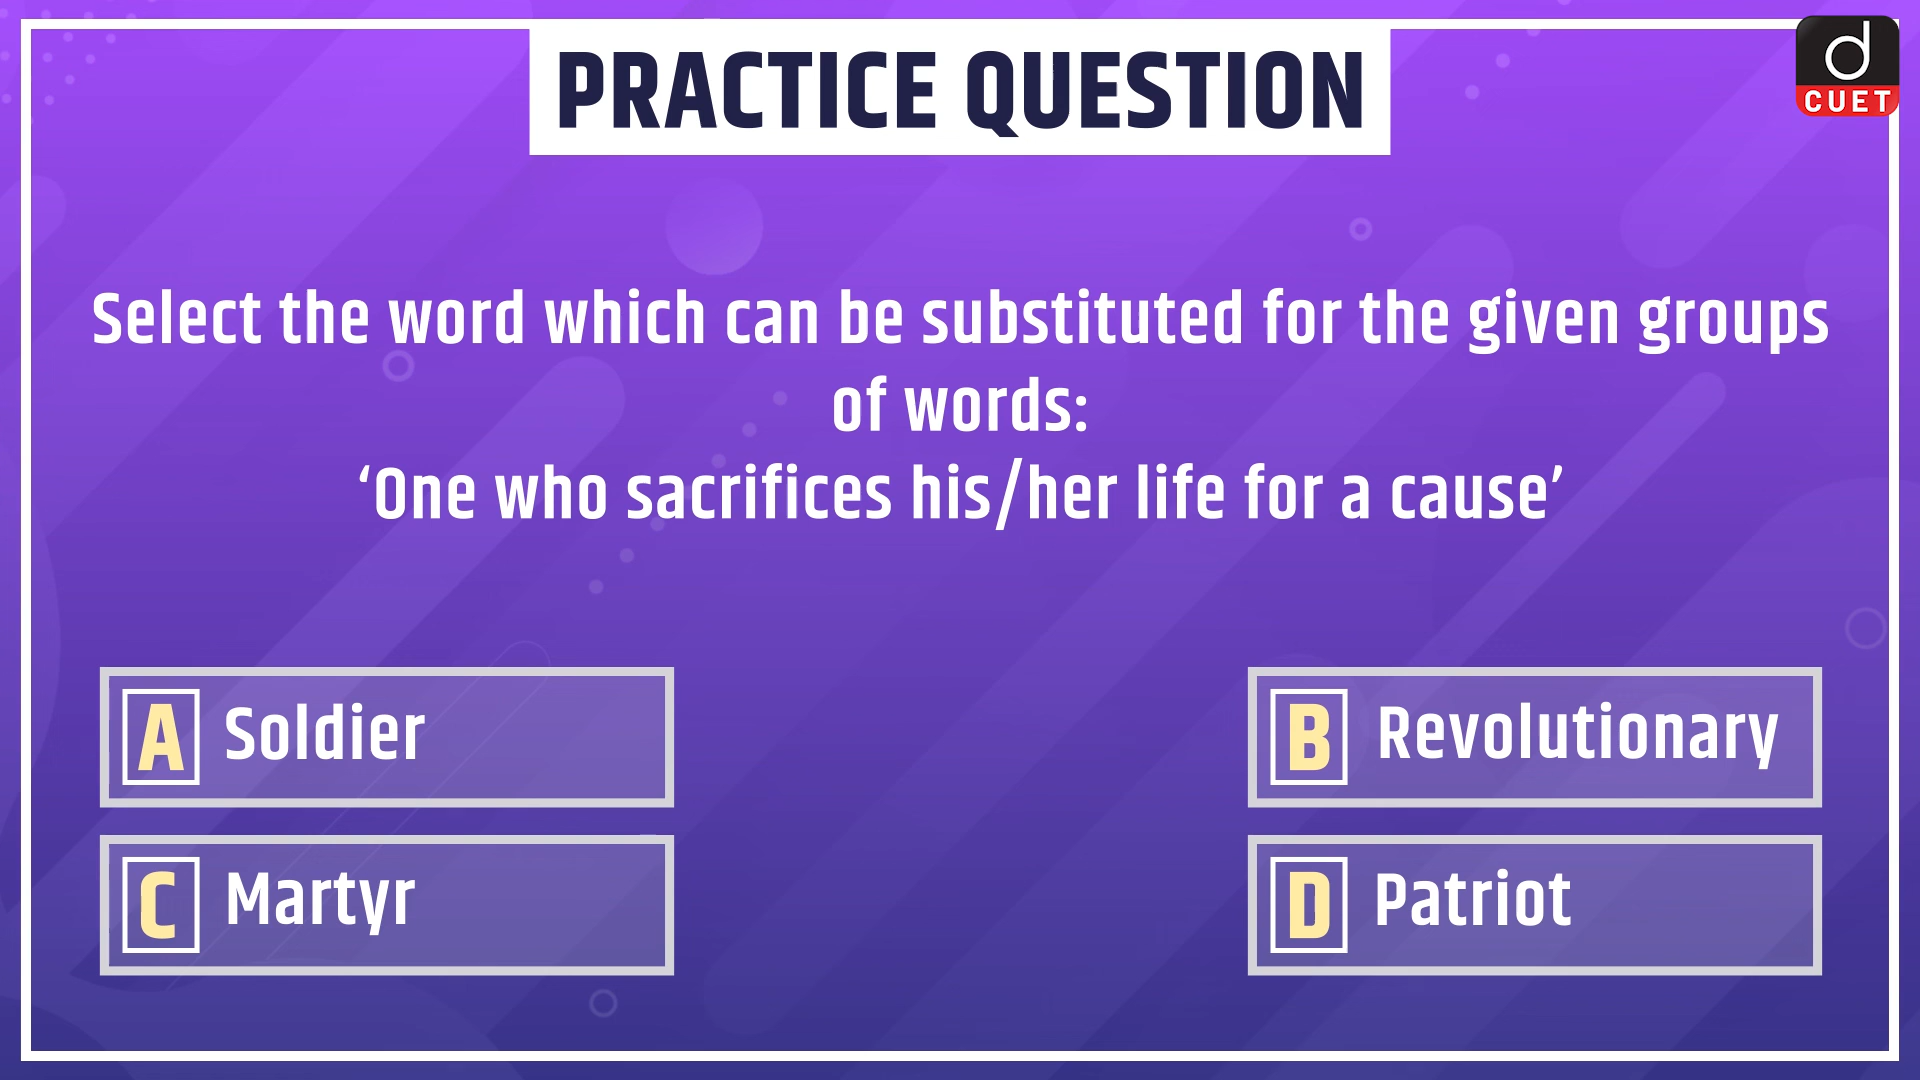 PRACTICE QUESTION
d
CUET
Select the word which can be substituted for the given groups
of words:
‘One who sacrifices his/her life for a cause’
A Soldier
B Revolutionary
C Martyr
D Patriot